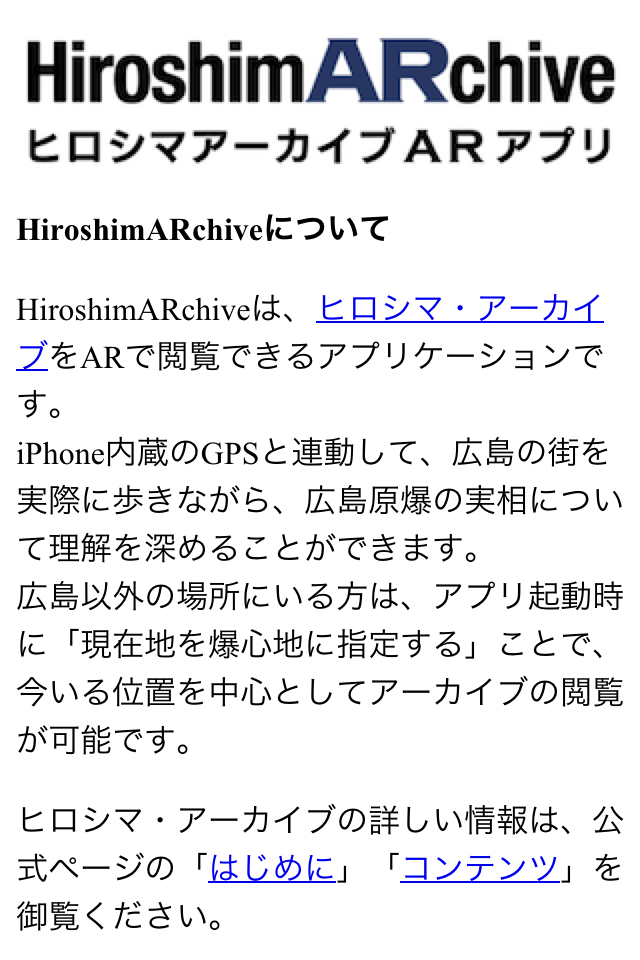 HiroshimARchive
ヒロシマアーカイブARアプリ
HiroshimARchiveについて
HiroshimARchiveは、ヒロシマ・アーカイ
ブをARで閲覧できるアプリケーションで
す。
iPhone内蔵のGPSと連動して、広島の街を
実際に歩きながら、広島原爆の実相につい
て理解を深めることができます。
広島以外の場所にいる方は、アプリ起動時
に「現在地を爆心地に指定する」ことで、
今いる位置を中心としてアーカイブの閲覧
が可能です。
ヒロシマ・アーカイブの詳しい情報は、公
式ページの「はじめに」「コンテンツ」を
御覧ください。